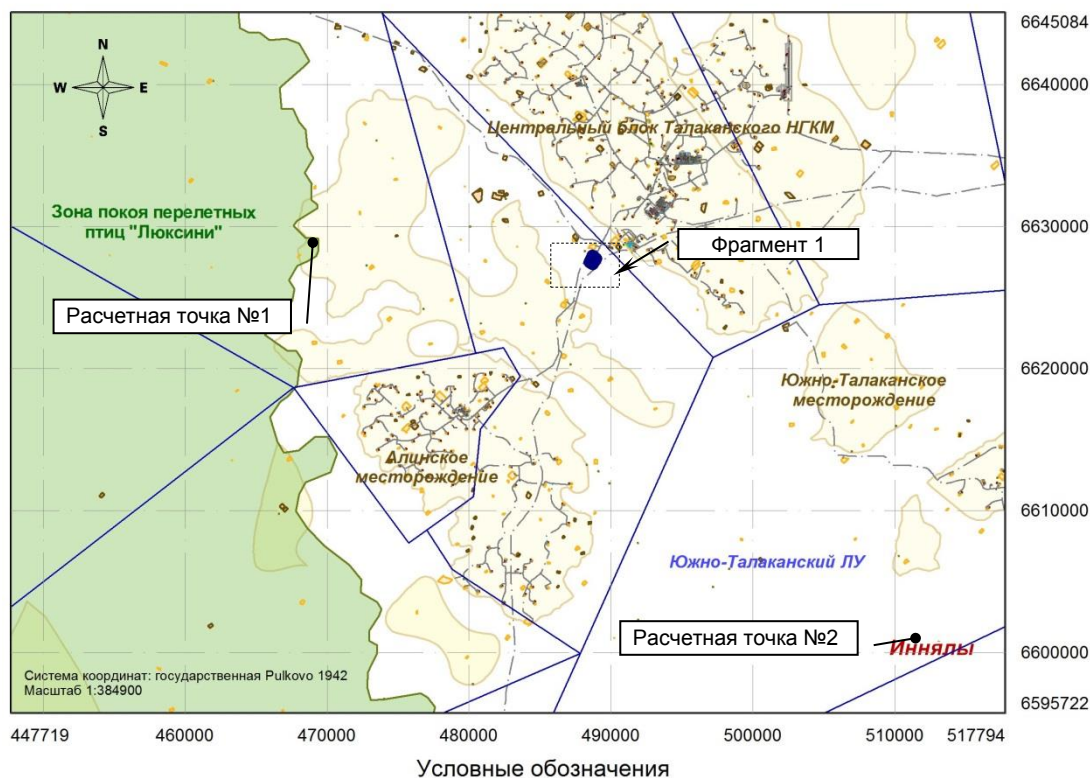 6645084
N
W E
S
6640000
Центральный блок Талаканского НГКМ
Зона покоя перелетных
птиц "Люксини"
6630000
Фрагмент 1
Расчетная точка №1
6620000
Южно-Талаканское
месторождение
Алинское
месторождение
6610000
Южно-Талаканский ЛУ
Расчетная точка №2
Иннялы
6600000
Система координат: государственная Pulkovo 1942
Масштаб 1:384900
6595722
447719 460000 470000 480000 490000 500000 510000 517794
Условные обозначения